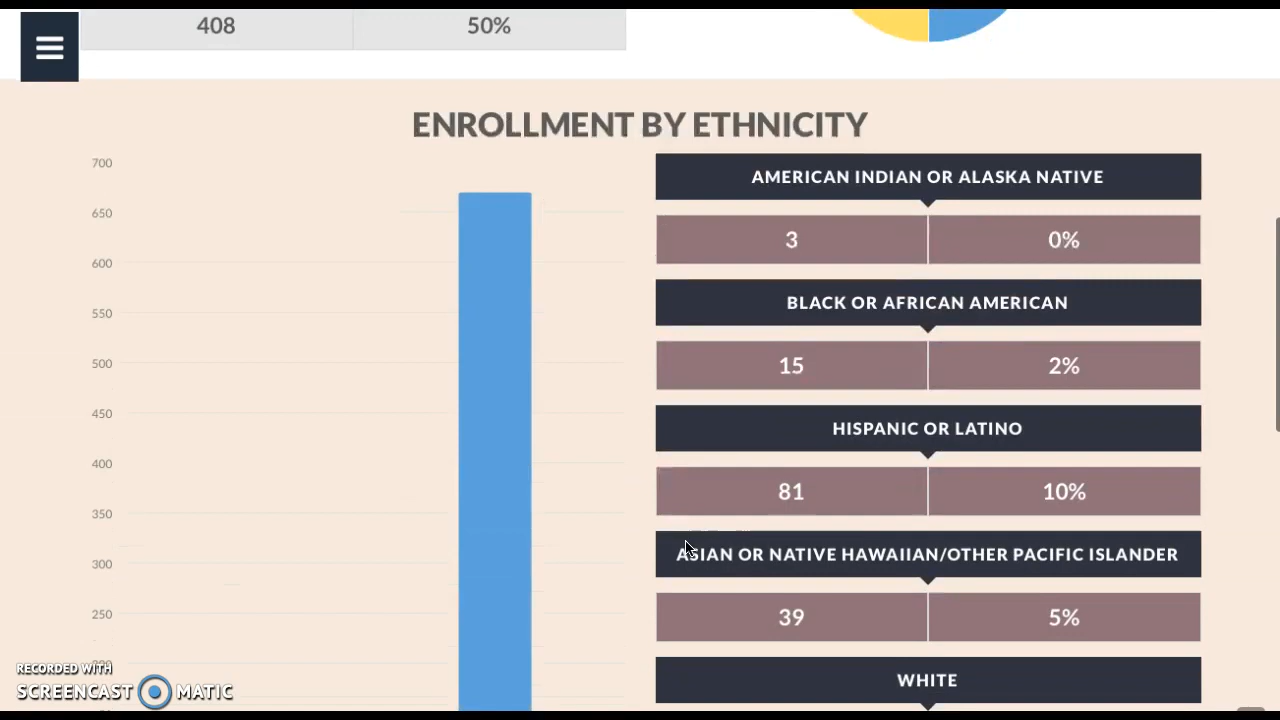 408 50%
ENROLLMENT BY ETHNICITY
700
650
600
550
500
450
400
350
300
250
AMERICAN INDIAN OR ALASKA NATIVE
3 0%
BLACK OR AFRICAN AMERICAN
15 2%
HISPANIC OR LATINO
81 10%
ASIAN OR NATIVE HAWAIIAN/OTHER PACIFIC ISLANDER
39 5%
WHITE
RECORDED WITH
SCREENCAST MATIC